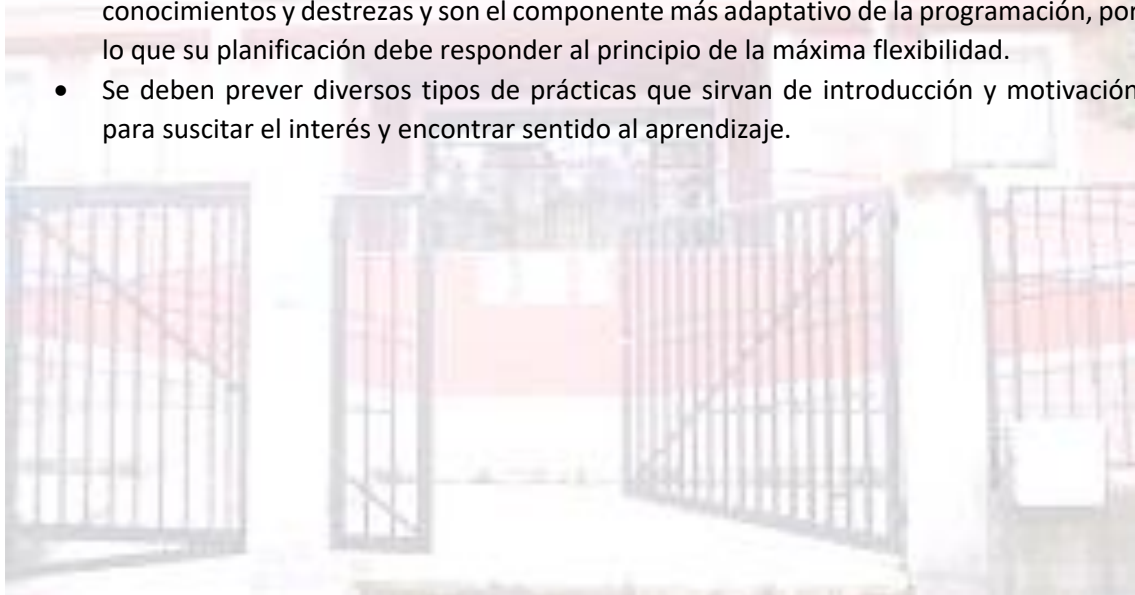 conocimientos y destrezas y son el componente más adaptativo de la programación, por
lo que su planificación debe responder al principio de la máxima flexibilidad.
• Se deben prever diversos tipos de prácticas que sirvan de introducción y motivación
para suscitar el interés y encontrar sentido al aprendizaje.